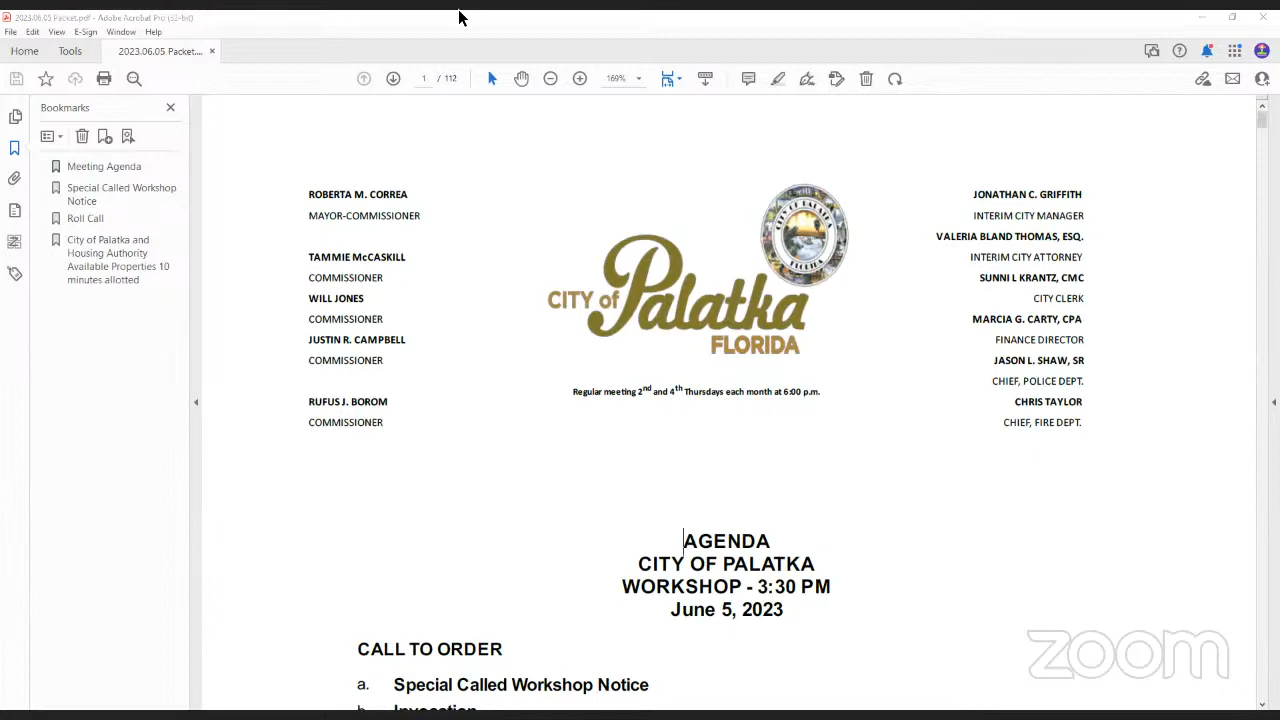 2023.06.05 Packet.pdf - Adobe Acrobat Pro (32-bit)
File Edit View E-Sign Window Help
Home Tools 2023.06.05 Packet.... ×
1 / 112 169%
Bookmarks
Meeting Agenda
Special Called Workshop
Notice
Roll Call
City of Palatka and
Housing Authority
Available Properties 10
minutes allotted
ROBERTA M. CORREA
MAYOR-COMMISSIONER
TAMMIE McCASKILL
COMMISSIONER
WILL JONES
COMMISSIONER
JUSTIN R. CAMPBELL
COMMISSIONER
RUFUS J. BOROM
COMMISSIONER
CITY OF PALATKA
FLORIDA
CITY of Palatka
FLORIDA
Regular meeting 2nd and 4th Thursdays each month at 6:00 p.m.
JONATHAN C. GRIFFITH
INTERIM CITY MANAGER
VALERIA BLAND THOMAS, ESQ.
INTERIM CITY ATTORNEY
SUNNI L KRANTZ, CMC
CITY CLERK
MARCIA G. CARTY, CPA
FINANCE DIRECTOR
JASON L. SHAW, SR
CHIEF, POLICE DEPT.
CHRIS TAYLOR
CHIEF, FIRE DEPT.
AGENDA
CITY OF PALATKA
WORKSHOP - 3:30 PM
June 5, 2023
CALL TO ORDER
a. Special Called Workshop Notice
b. Invocation
zoom